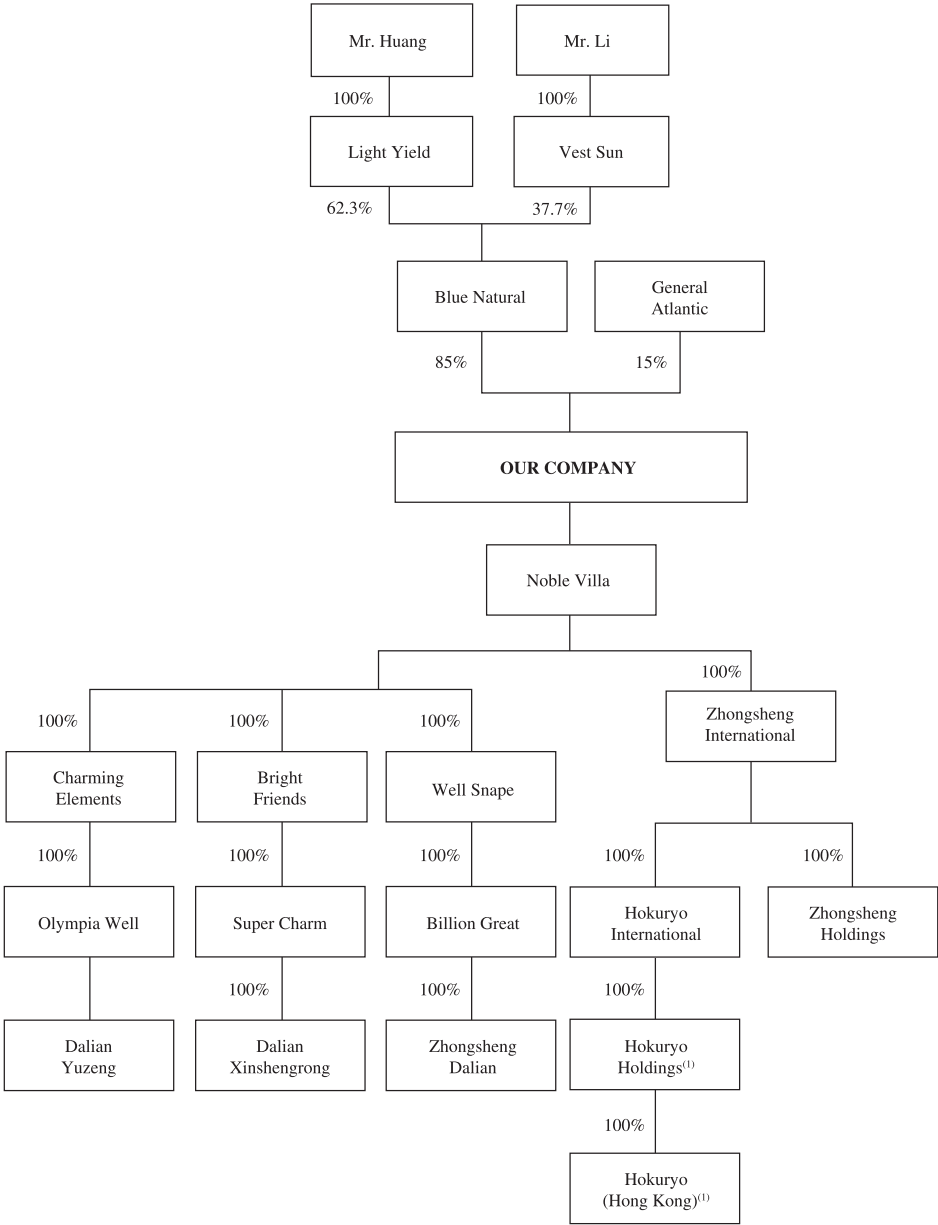 Mr. Huang
Mr. Li
100%
100%
Light Yield
Vest Sun
62.3%
37.7%
Blue Natural
General
Atlantic
85%
15%
OUR COMPANY
Noble Villa
100%
Zhongsheng
International
100%
100%
100%
Charming
Elements
Bright
Friends
Well Snape
100%
100%
100%
100%
100%
Olympia Well
Super Charm
Billion Great
Hokuryo
International
Zhongsheng
Holdings
100%
100%
100%
Dalian
Yuzeng
Dalian
Xinshengrong
Zhongsheng
Dalian
Hokuryo
Holdings(1)
100%
Hokuryo
(Hong Kong)(1)